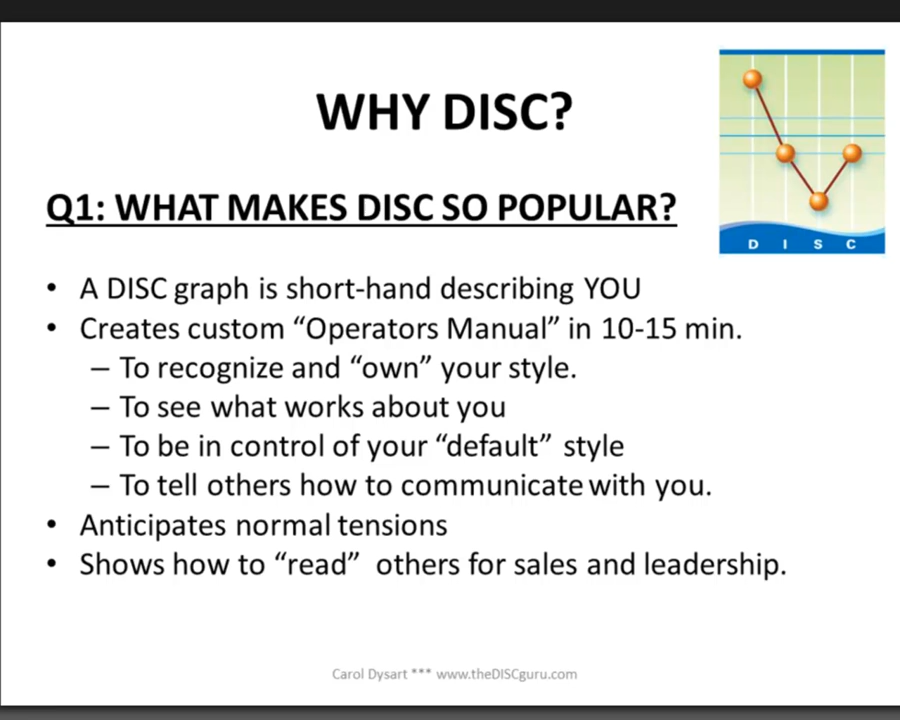 WHY DISC?
Q1: WHAT MAKES DISC SO POPULAR?
D I S C
• A DISC graph is short-hand describing YOU
• Creates custom “Operators Manual” in 10-15 min.
– To recognize and “own” your style.
– To see what works about you
– To be in control of your “default” style
– To tell others how to communicate with you.
• Anticipates normal tensions
• Shows how to “read” others for sales and leadership.
Carol Dysart *** www.theDISCguru.com